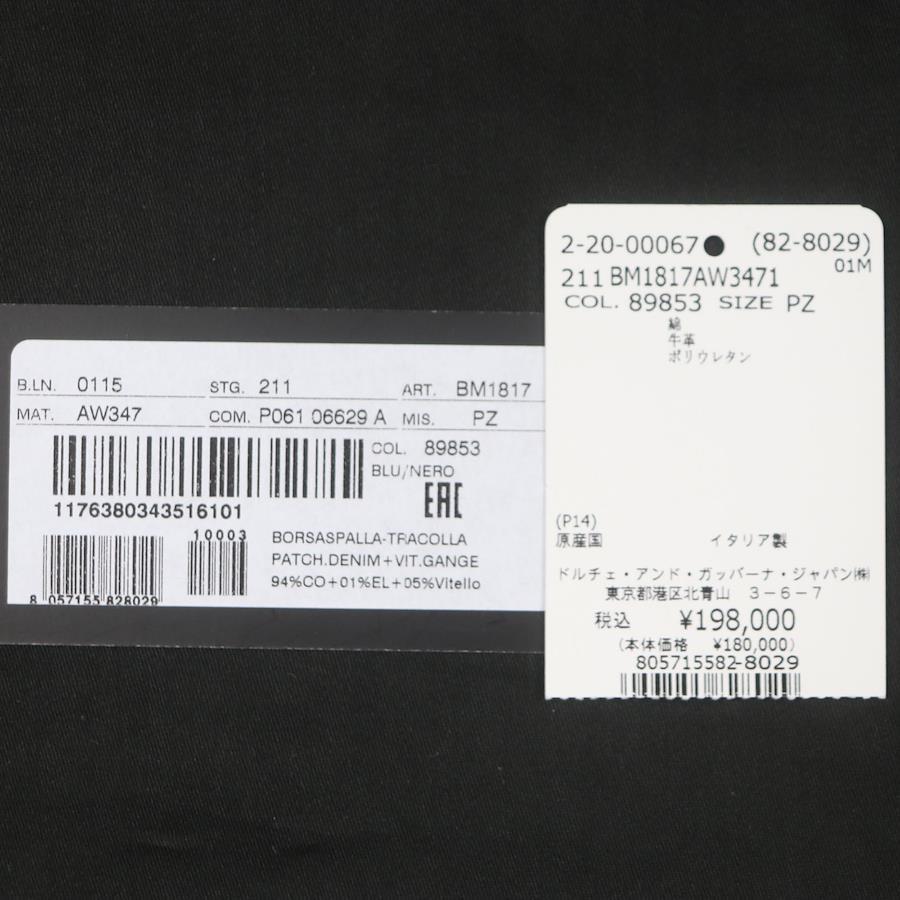 B.LN. 0115 STG. 211 ART. BM1817
MAT. AW347 COM. P061 06629 A MIS. PZ
COL. 89853
BLU/NERO
EAC
1176380343516101
10003
BORSASPALLA-TRACOLLA
PATCH.DENIM+VIT.GANGE
94%CO+01%EL+05%Vitello
8 057155 828029
2-20-00067● (82-8029)
01M
211 BM1817AW3471
COL. 89853 SIZE PZ
綿
牛革
ポリウレタン
(P14)
原産国 イタリア製
ドルチェ・アンド・ガッバーナ・ジャパン㈱
東京都港区北青山 3-6-7
税込 ¥198,000
(本体価格 ¥180,000)
805715582-8029